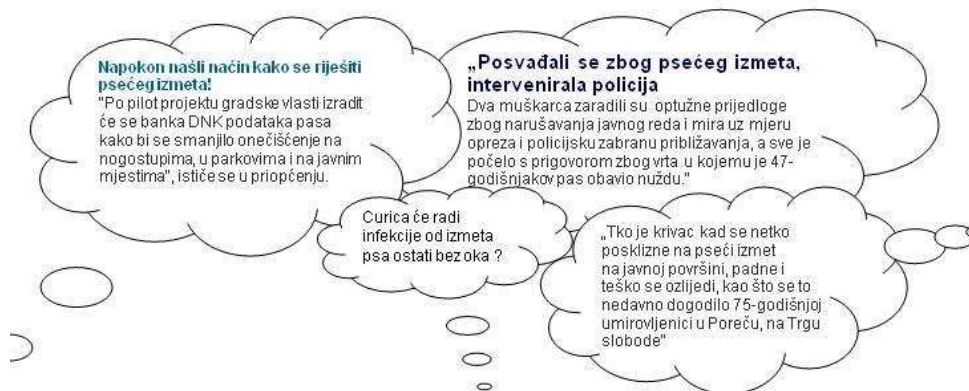 Napokon našli način kako se riješiti
psećeg izmeta!
"Po pilot projektu gradske vlasti izradit
će se banka DNK podataka pasa
kako bi se smanjilo onečišćenje na
nogostupima, u parkovima i na javnim
mjestima", ističe se u priopćenju.
„Posvađali se zbog psećeg izmeta,
intervenirala policija
Dva muškarca zaradili su optužne prijedloge
zbog narušavanja javnog reda i mira uz mjeru
opreza i policijsku zabranu približavanja, a sve je
počelo s prigovorom zbog vrta u kojemu je 47-
godišnjakov pas obavio nuždu."
Curica će radi
infekcije od izmeta
psa ostati bez oka ?
„Tko je krivac kad se netko
posklizne na pseći izmet
na javnoj površini, padne i
teško se ozlijedi, kao što se to
nedavno dogodilo 75-godišnjoj
umirovljenici u Poreču, na Trgu
slobode"